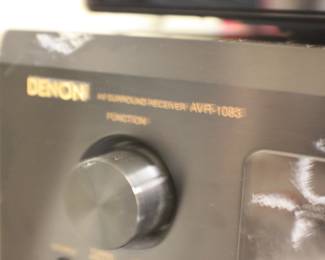 DENON AV SURROUND RECEIVER AVR-1083
FUNCTION